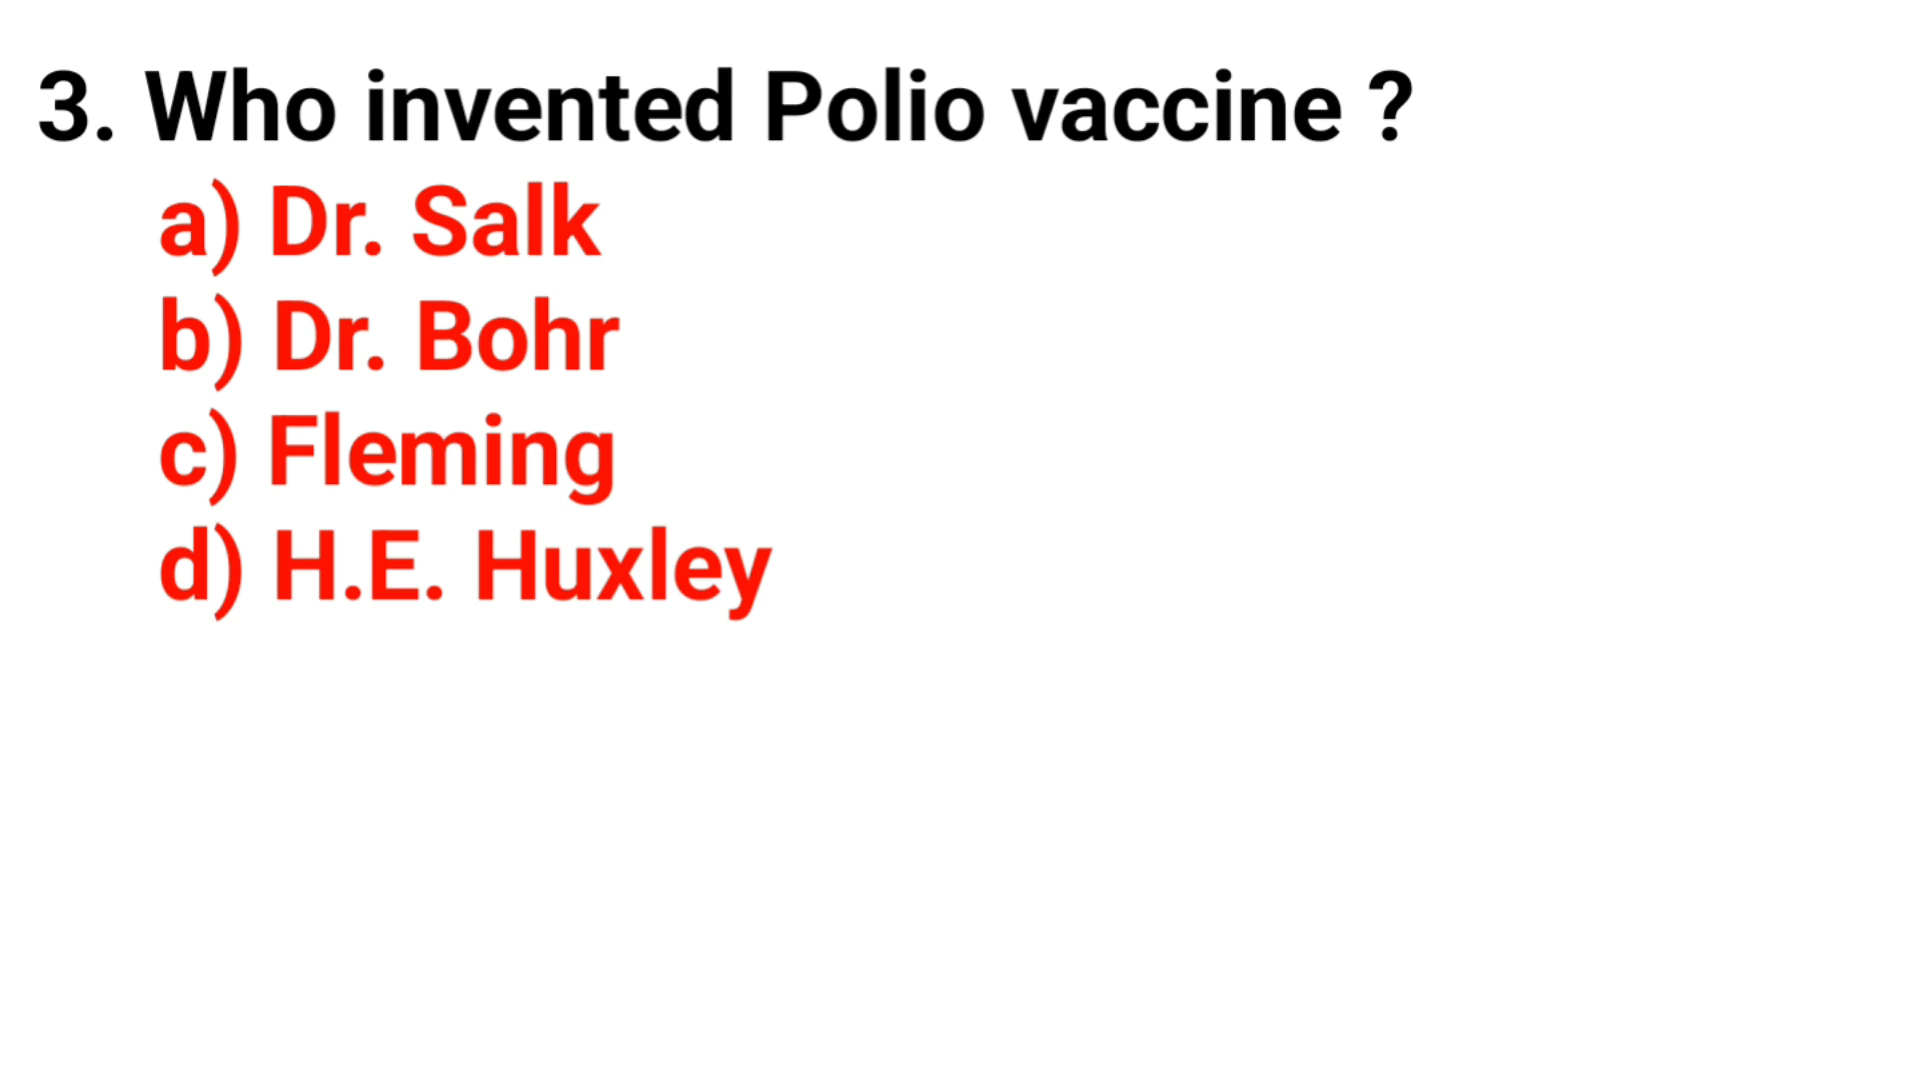 3. Who invented Polio vaccine ?
a) Dr. Salk
b) Dr. Bohr
c) Fleming
d) H.E. Huxley